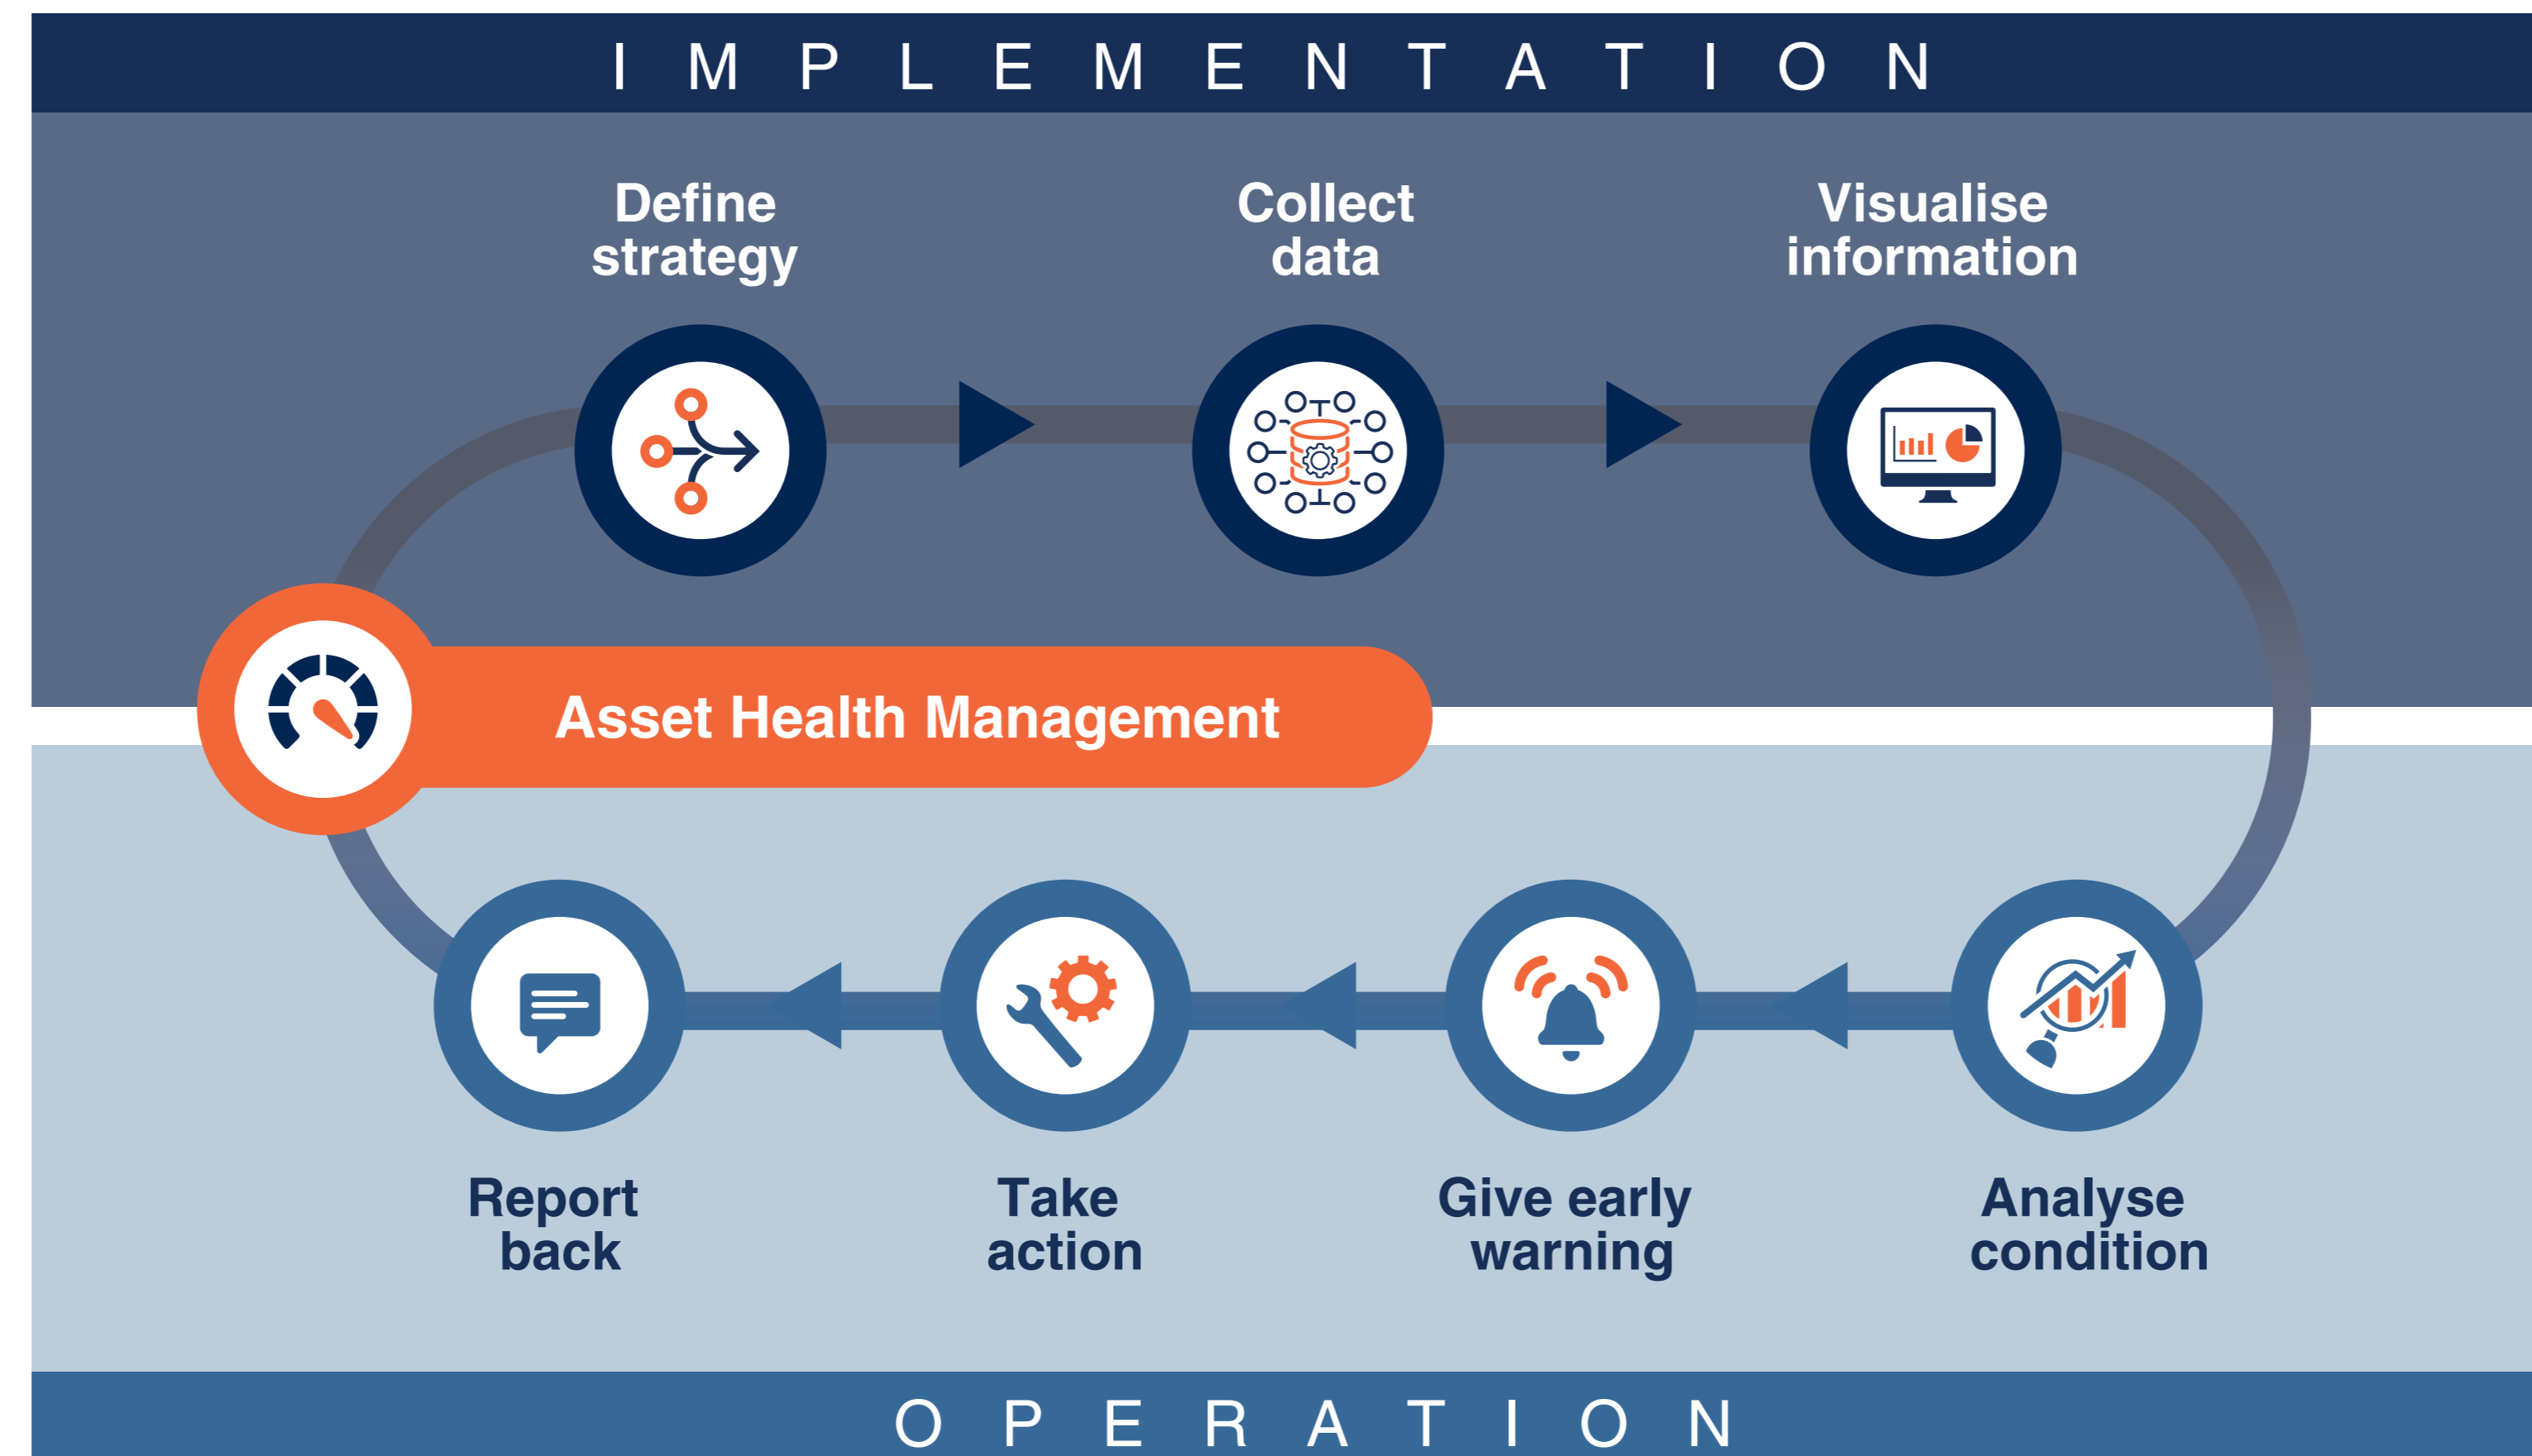 IMPLEMENTATION
Define
strategy
Collect
data
Visualise
information
Asset Health Management
Report
back
Take
action
Give early
warning
Analyse
condition
OPERATION